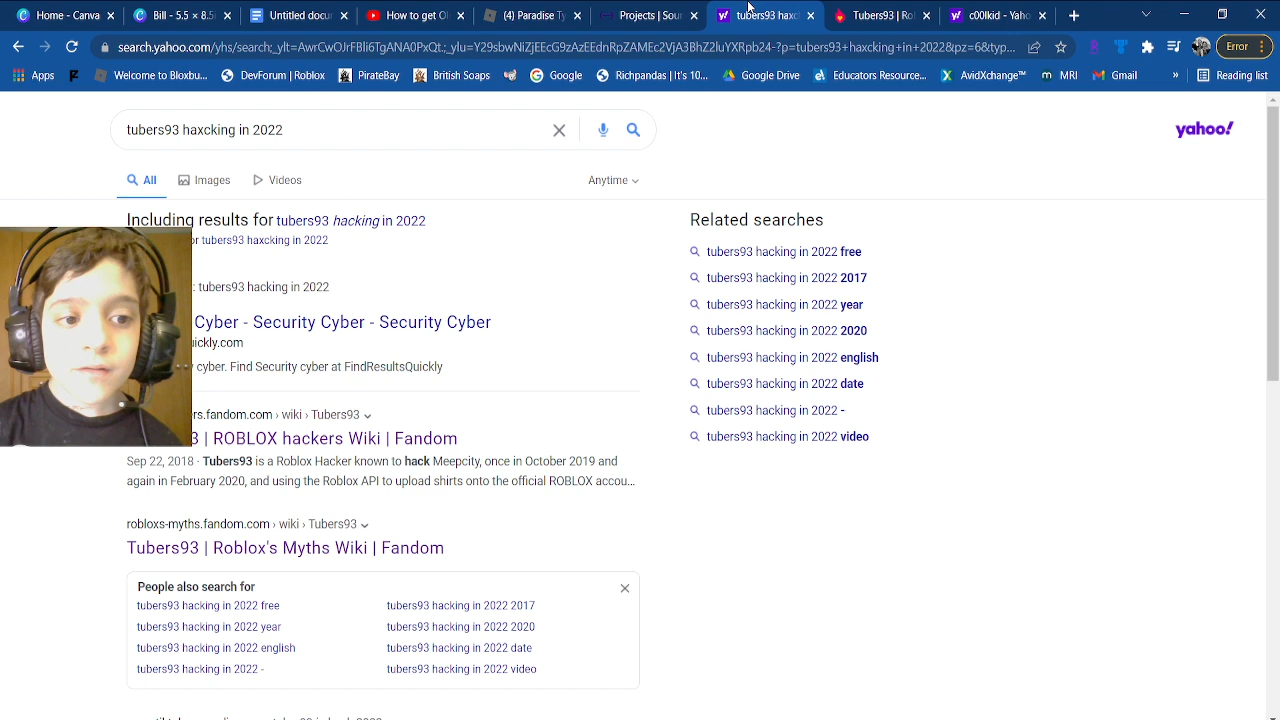 Home - Canva
Bill - 5.5 × 8.5i
Untitled docu
How to get Ol
(4) Paradise Ty
Projects | Sou
tubers93 haxc
Tubers93 | Ro
c00lkid - Yaho
search.yahoo.com/yhs/search;_ylt=AwrCwOJrFBli6TgANA0PxQt.;_ylu=Y29sbwNiZjEEcG9zAzEEdnRpZAMEc2VjA3BhZ2luYXRpb24-?p=tubers93+haxcking+in+2022&pz=6&typ...
Error
Apps
Welcome to Bloxtu...
DevForum | Roblox
PirateBay
British Soaps
Google
Richpandas | It's 10...
Google Drive
Educators Resource...
AvidXchange™
MRI
Gmail
»
Reading list
tubers93 haxcking in 2022
yahoo!
All
Images
Videos
Anytime
Including results for tubers93 hacking in 2022
or tubers93 haxcking in 2022
: tubers93 hacking in 2022
Cyber - Security Cyber - Security Cyber
uickly.com
cyber. Find Security cyber at FindResultsQuickly
rs.fandom.com › wiki › Tubers93
3 | ROBLOX hackers Wiki | Fandom
Sep 22, 2018 · Tubers93 is a Roblox Hacker known to hack Meepcity, once in October 2019 and
again in February 2020, and using the Roblox API to upload shirts onto the official ROBLOX accou...
robloxs-myths.fandom.com › wiki › Tubers93
Tubers93 | Roblox's Myths Wiki | Fandom
People also search for
tubers93 hacking in 2022 free
tubers93 hacking in 2022 2017
tubers93 hacking in 2022 year
tubers93 hacking in 2022 2020
tubers93 hacking in 2022 english
tubers93 hacking in 2022 date
tubers93 hacking in 2022 -
tubers93 hacking in 2022 video
Related searches
tubers93 hacking in 2022 free
tubers93 hacking in 2022 2017
tubers93 hacking in 2022 year
tubers93 hacking in 2022 2020
tubers93 hacking in 2022 english
tubers93 hacking in 2022 date
tubers93 hacking in 2022 -
tubers93 hacking in 2022 video